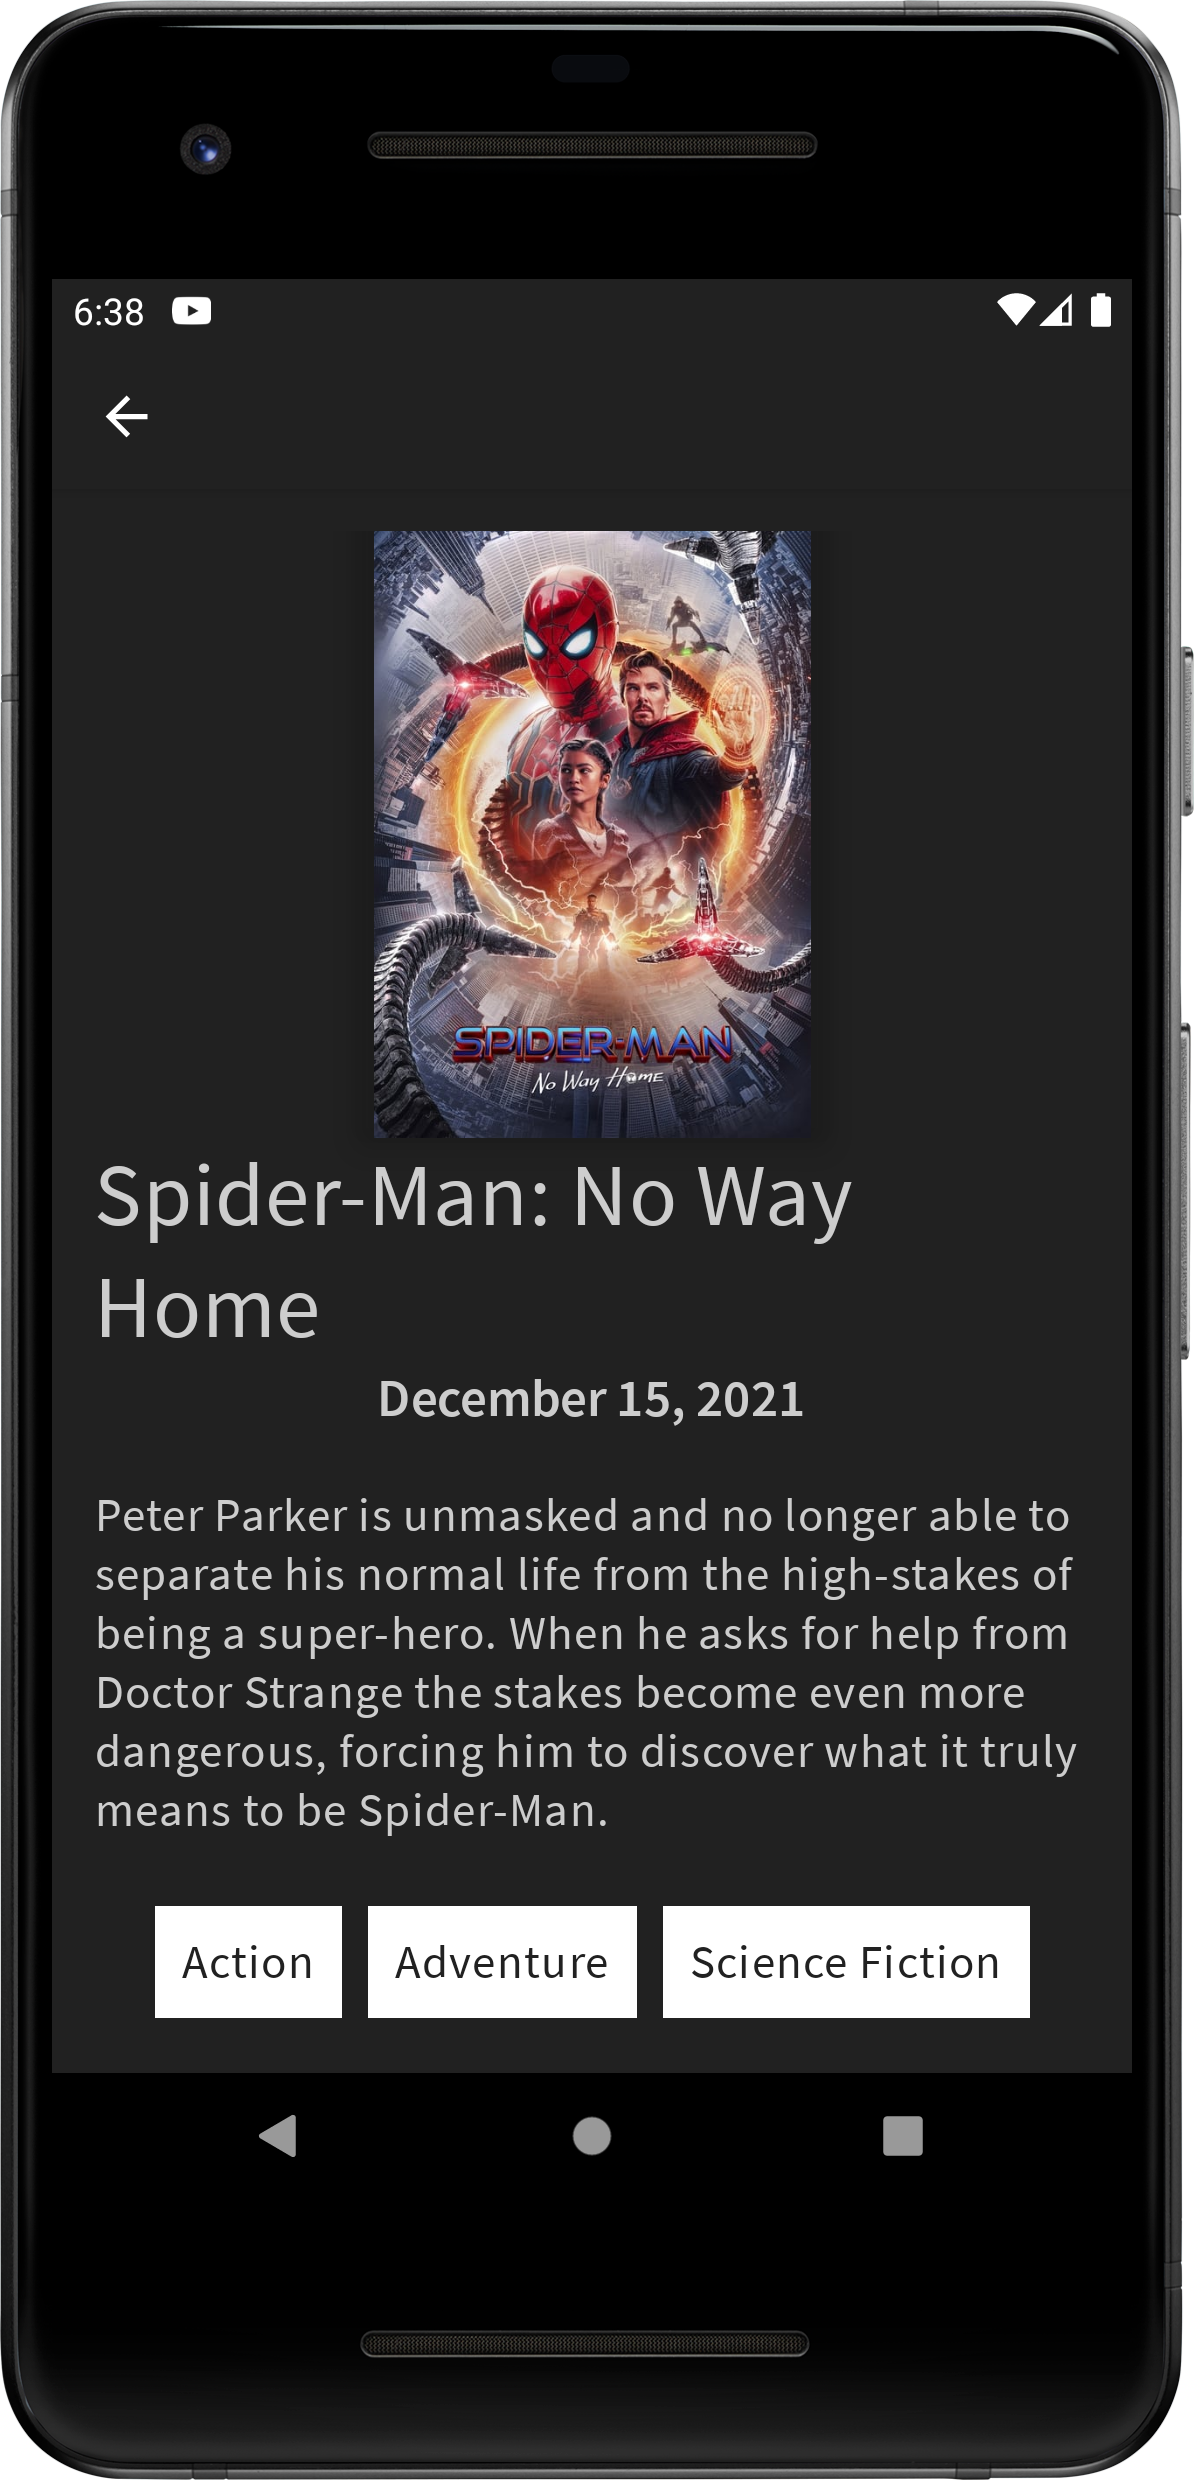 6:38
SPIDER-MAN
No Way Home
Spider-Man: No Way
Home
December 15, 2021
Peter Parker is unmasked and no longer able to
separate his normal life from the high-stakes of
being a super-hero. When he asks for help from
Doctor Strange the stakes become even more
dangerous, forcing him to discover what it truly
means to be Spider-Man.
Action
Adventure
Science Fiction